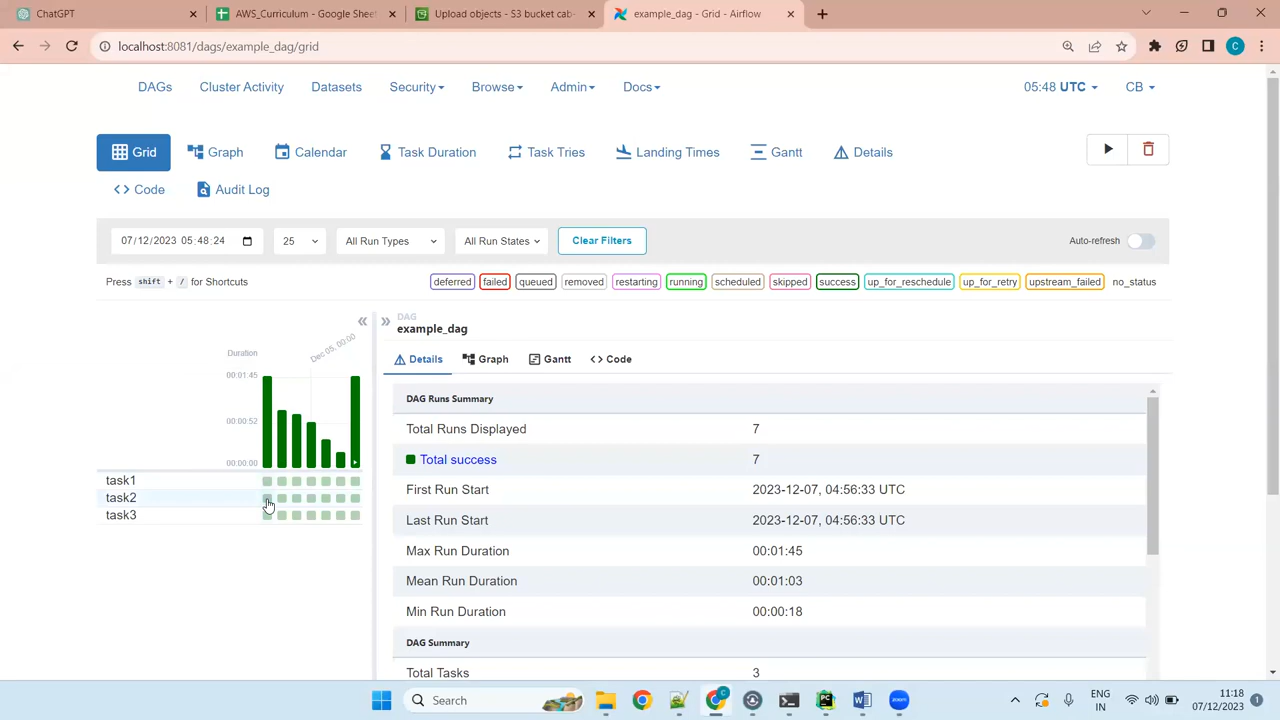 ChatGPT
AWS_Curriculum - Google Sheet
Upload objects - S3 bucket cab-
example_dag - Grid - Airflow
localhost:8081/dags/example_dag/grid
C
DAGs Cluster Activity Datasets Security Browse Admin Docs 05:48 UTC CB
Grid Graph Calendar Task Duration Task Tries Landing Times Gantt Details
Code Audit Log
07/12/2023 05:48:24 25 All Run Types All Run States Clear Filters Auto-refresh
Press shift + / for Shortcuts deferred failed queued removed restarting running scheduled skipped success up_for_reschedule up_for_retry upstream_failed no_status
Duration
Dec 05, 00:00
00:01:45
00:00:52
00:00:00
task1
task2
task3
DAG
example_dag
Details Graph Gantt Code
DAG Runs Summary
Total Runs Displayed 7
Total success 7
First Run Start 2023-12-07, 04:56:33 UTC
Last Run Start 2023-12-07, 04:56:33 UTC
Max Run Duration 00:01:45
Mean Run Duration 00:01:03
Min Run Duration 00:00:18
DAG Summary
Total Tasks 3
Search
C
PC
zoom
ENG
IN
11:18
07/12/2023
1